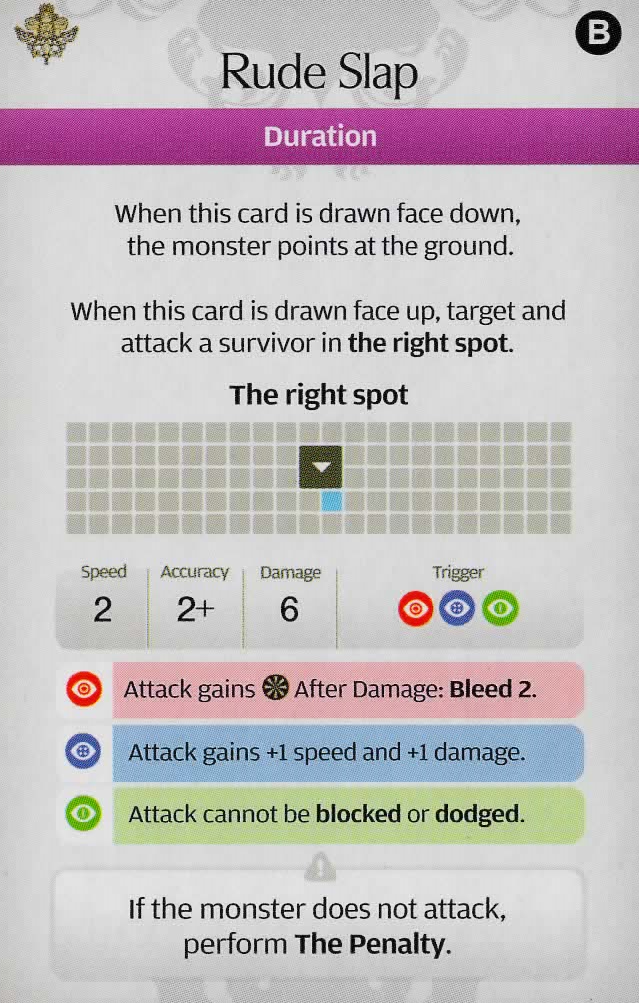 B
Rude Slap
Duration
When this card is drawn face down,
the monster points at the ground.
When this card is drawn face up, target and
attack a survivor in the right spot.
The right spot
Speed Accuracy Damage Trigger
2 2+ 6
Attack gains After Damage: Bleed 2.
Attack gains +1 speed and +1 damage.
Attack cannot be blocked or dodged.
If the monster does not attack,
perform The Penalty.